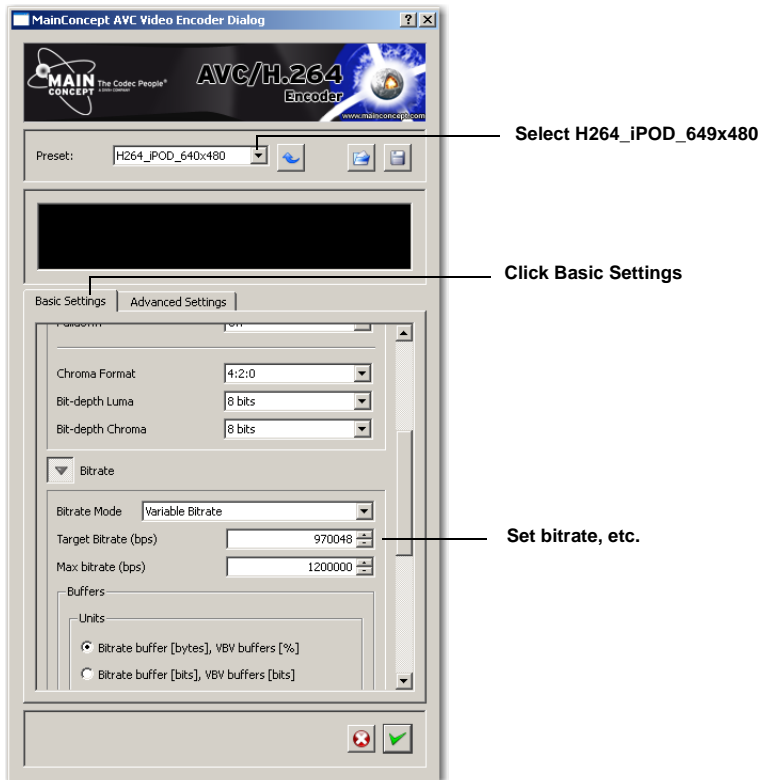 MainConcept AVC Video Encoder Dialog
MAIN CONCEPT The Codec People®
AVC/H.264
Encoder
www.mainconcept.com
Preset: H264_iPOD_640x480
Select H264_iPOD_649x480
Click Basic Settings
Basic Settings Advanced Settings
Chroma Format 4:2:0
Bit-depth Luma 8 bits
Bit-depth Chroma 8 bits
Bitrate
Bitrate Mode Variable Bitrate
Target Bitrate (bps) 970048
Set bitrate, etc.
Max bitrate (bps) 1200000
Buffers
Units
Bitrate buffer [bytes], VBV buffers [%]
Bitrate buffer [bits], VBV buffers [bits]